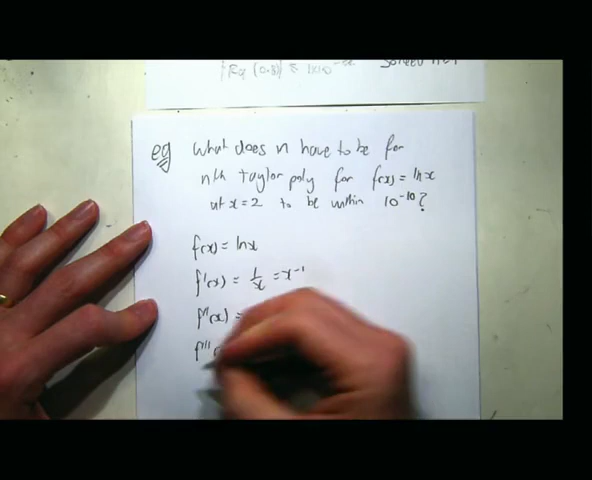 eg What does n have to be for
nth taylor poly for f(x) = ln x
at x = 2 to be within 10⁻¹⁰?
f(x) = ln x
f'(x) = 1/x = x⁻¹
f''(x) =
f'''